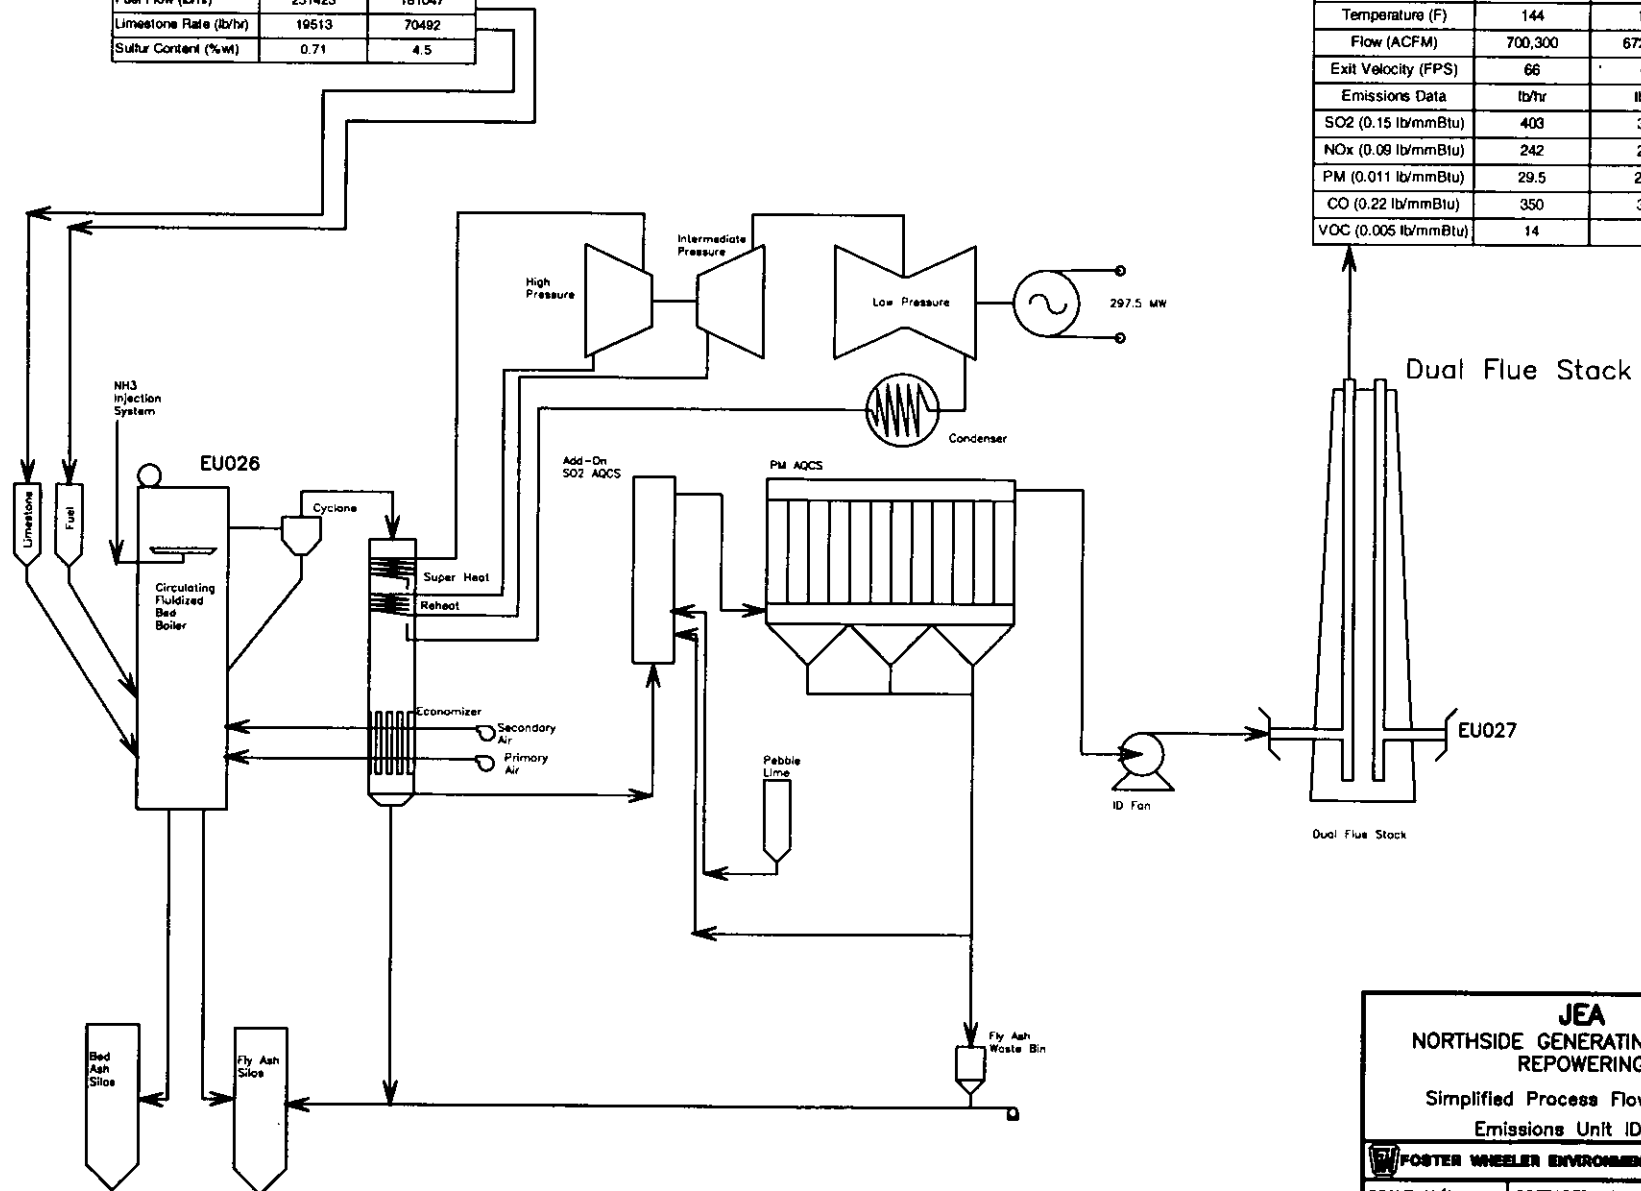 Fuel Flow (lb/hr) 231423 181047
Limestone Rate (lb/hr) 19513 70492
Sulfur Content (%wt) 0.71 4.5
Temperature (F) 144
Flow (ACFM) 700,300
Exit Velocity (FPS) 66
Emissions Data lb/hr
SO2 (0.15 lb/mmBtu) 403
NOx (0.09 lb/mmBtu) 242
PM (0.011 lb/mmBtu) 29.5
CO (0.22 lb/mmBtu) 350
VOC (0.005 lb/mmBtu) 14
High
Pressure
Intermediate
Pressure
Low Pressure
297.5 MW
Condenser
Dual Flue Stack
NH3
Injection
System
EU026
Limestone
Fuel
Cyclone
Circulating
Fluidized
Bed
Boiler
Super Heat
Reheat
Economizer
Secondary
Air
Primary
Air
Add-On
SO2 AQCS
PM AQCS
Pebble
Lime
ID Fan
EU027
Dual Flue Stack
Bed
Ash
Silos
Fly Ash
Silos
Fly Ash
Waste Bin
JEA
NORTHSIDE
REPOWERING
Simplified Process
Emissions Unit ID
FOSTER WHEELER